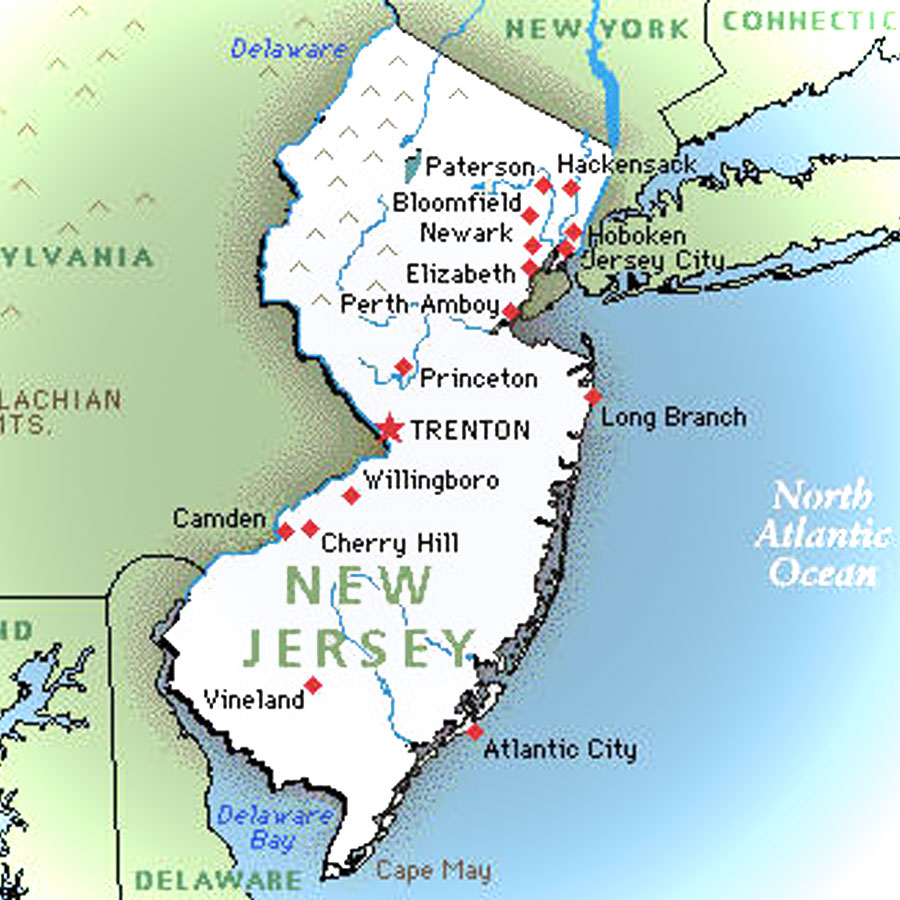 NEW YORK
CONNECTIC
Delaware
Paterson
Hackensack
Bloomfield
Newark
Hoboken
YLVANIA
Jersey City
Elizabeth
Perth Amboy
Princeton
LACHIAN
MTS.
Long Branch
TRENTON
Willingboro
North
Atlantic
Ocean
Camden
Cherry Hill
NEW
JERSEY
ND
Vineland
Atlantic City
Delaware
Bay
Cape May
DELAWARE